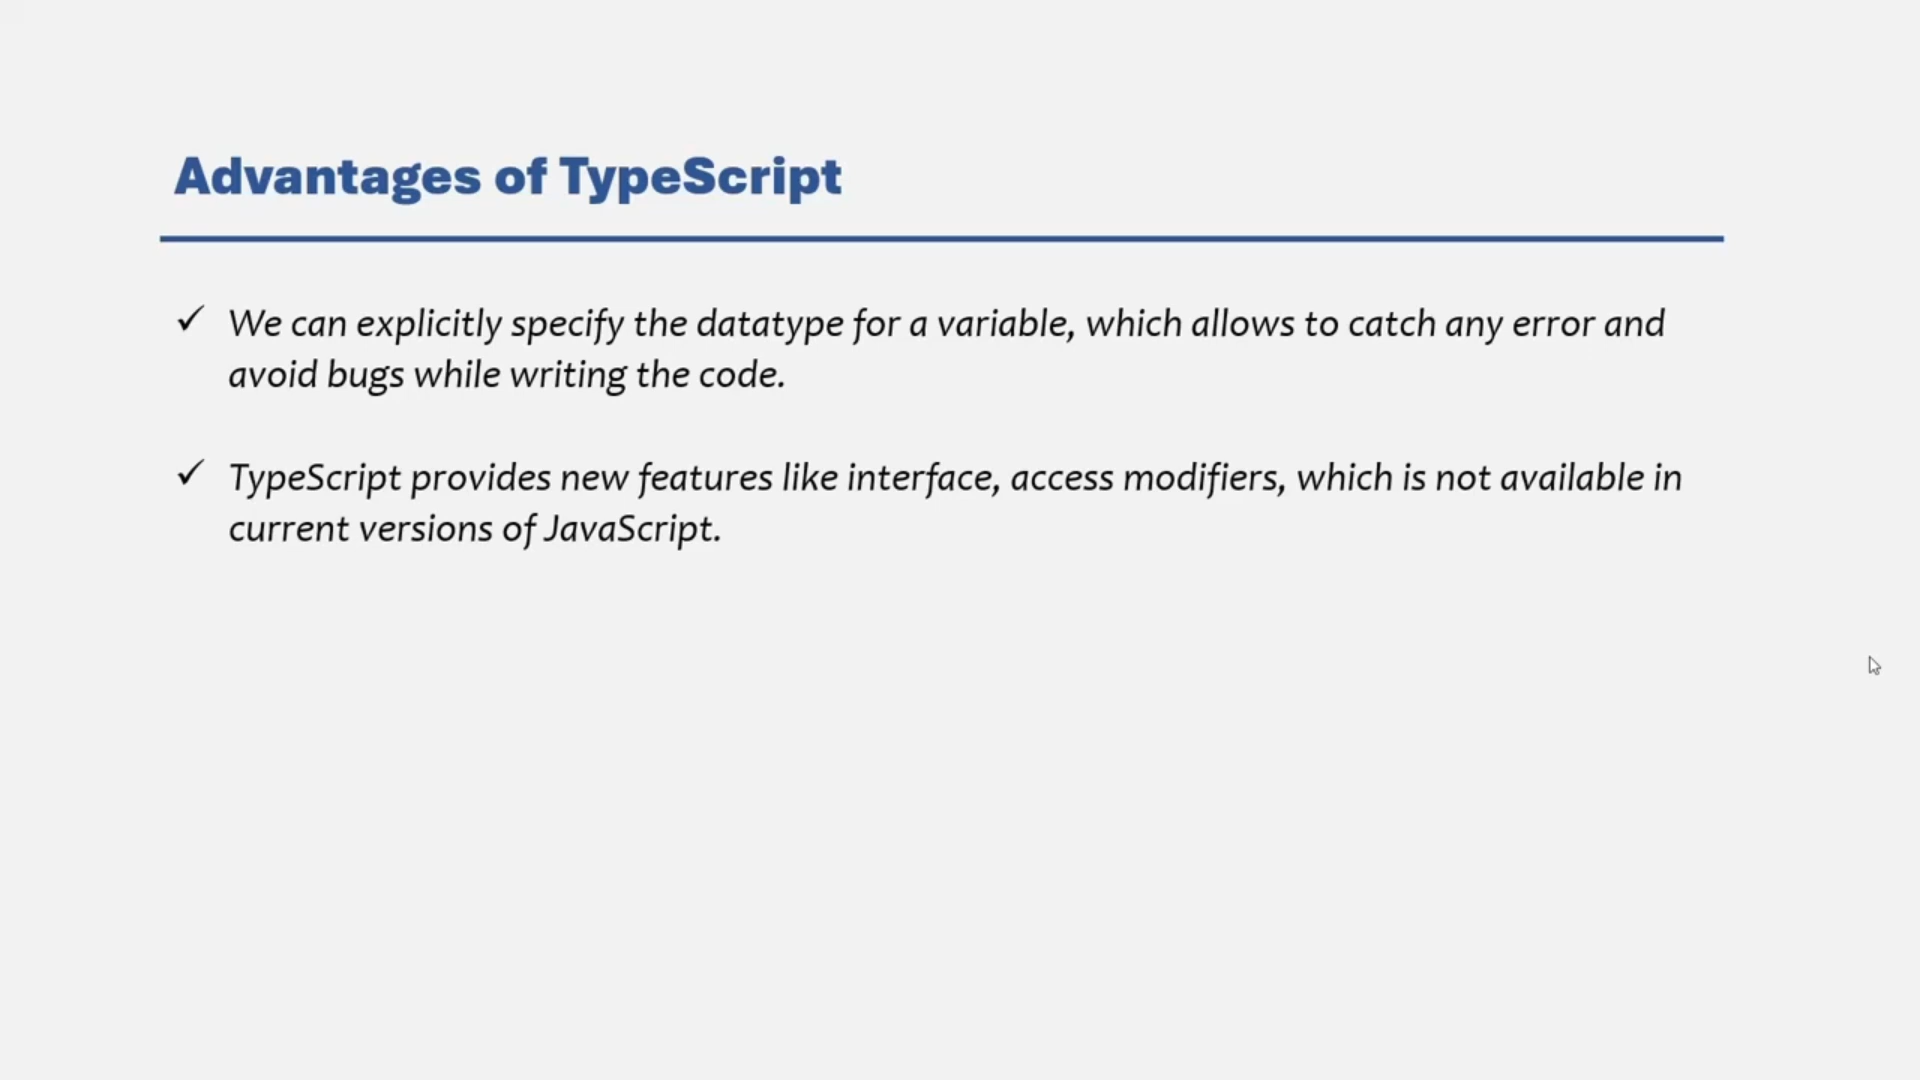 Advantages of TypeScript
✓ We can explicitly specify the datatype for a variable, which allows to catch any error and
avoid bugs while writing the code.
✓ TypeScript provides new features like interface, access modifiers, which is not available in
current versions of JavaScript.